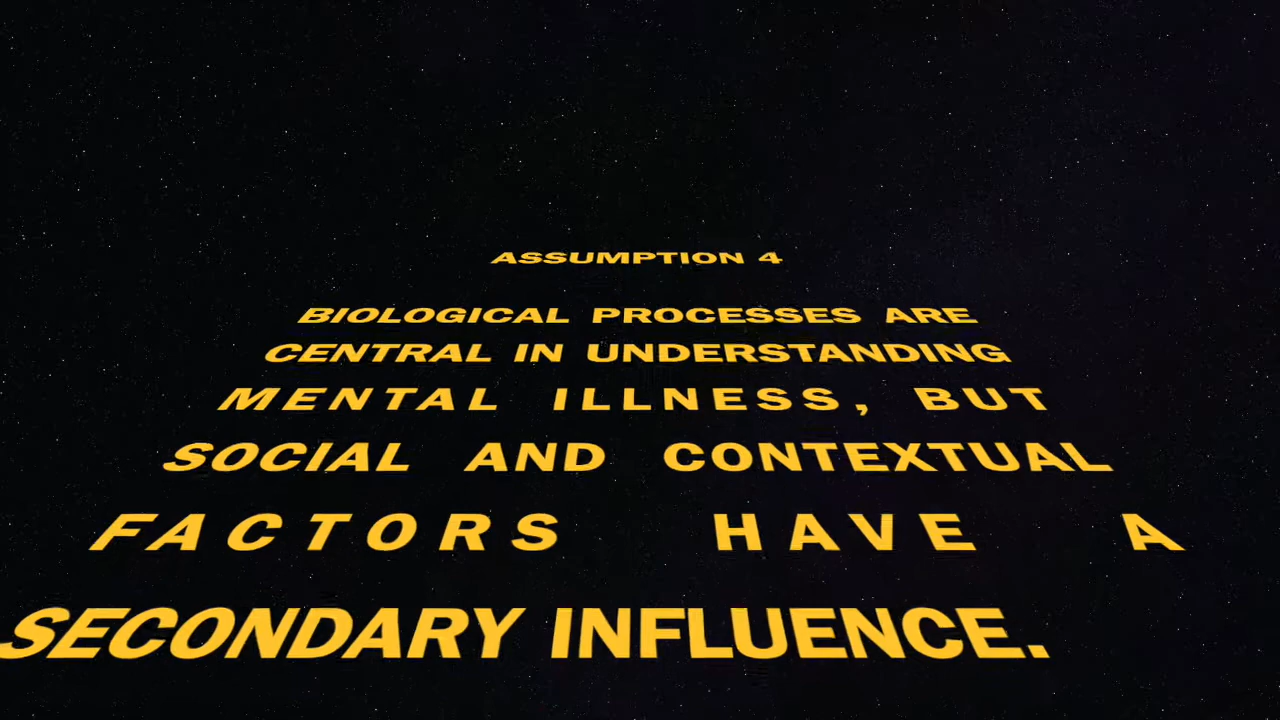 ASSUMPTION 4
BIOLOGICAL PROCESSES ARE
CENTRAL IN UNDERSTANDING
MENTAL ILLNESS, BUT
SOCIAL AND CONTEXTUAL
FACTORS HAVE A
SECONDARY INFLUENCE.